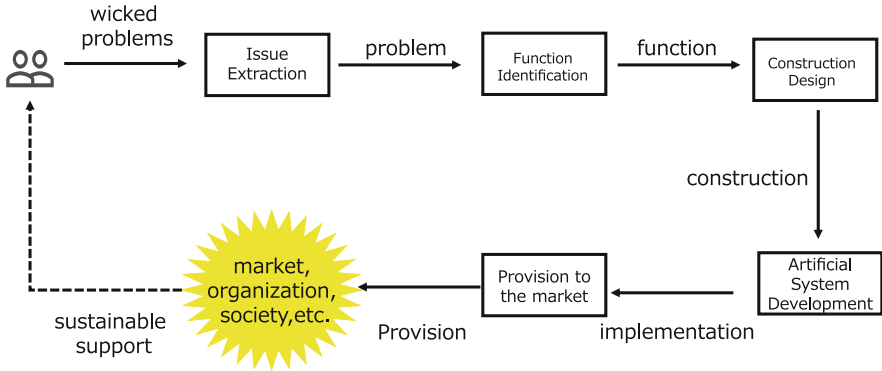 wicked
problems
Issue
Extraction
problem
Function
Identification
function
Construction
Design
construction
Artificial
System
Development
implementation
Provision to
the market
Provision
market,
organization,
society,etc.
sustainable
support